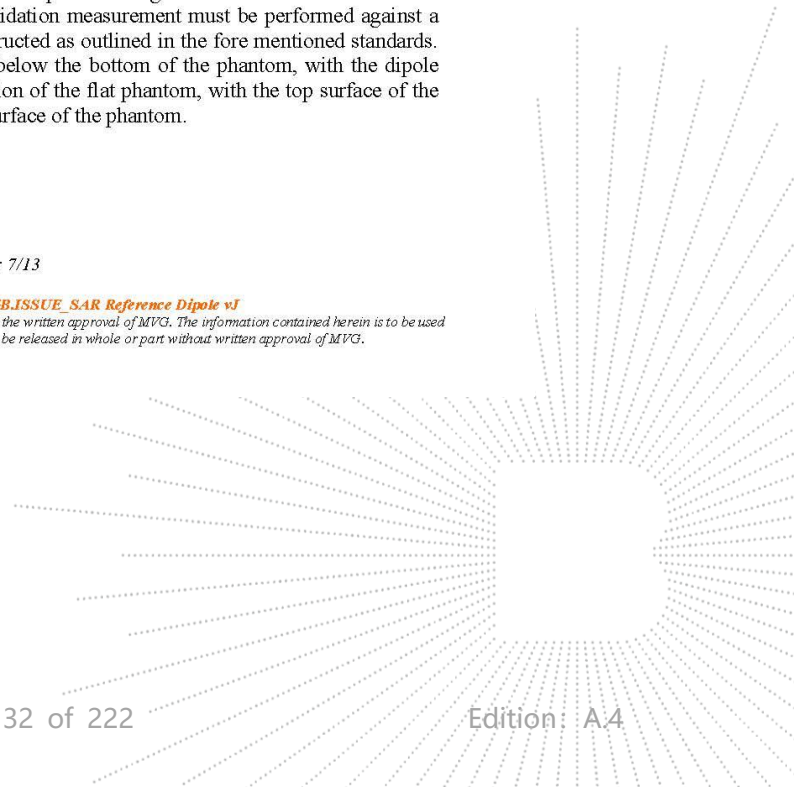 idation measurement must be performed against a
ructed as outlined in the fore mentioned standards.
below the bottom of the phantom, with the dipole
ion of the flat phantom, with the top surface of the
urface of the phantom.
: 7/13
B.ISSUE_SAR Reference Dipole vJ
the written approval of MVG. The information contained herein is to be used
be released in whole or part without written approval of MVG.
32 of 222
Edition: A.4